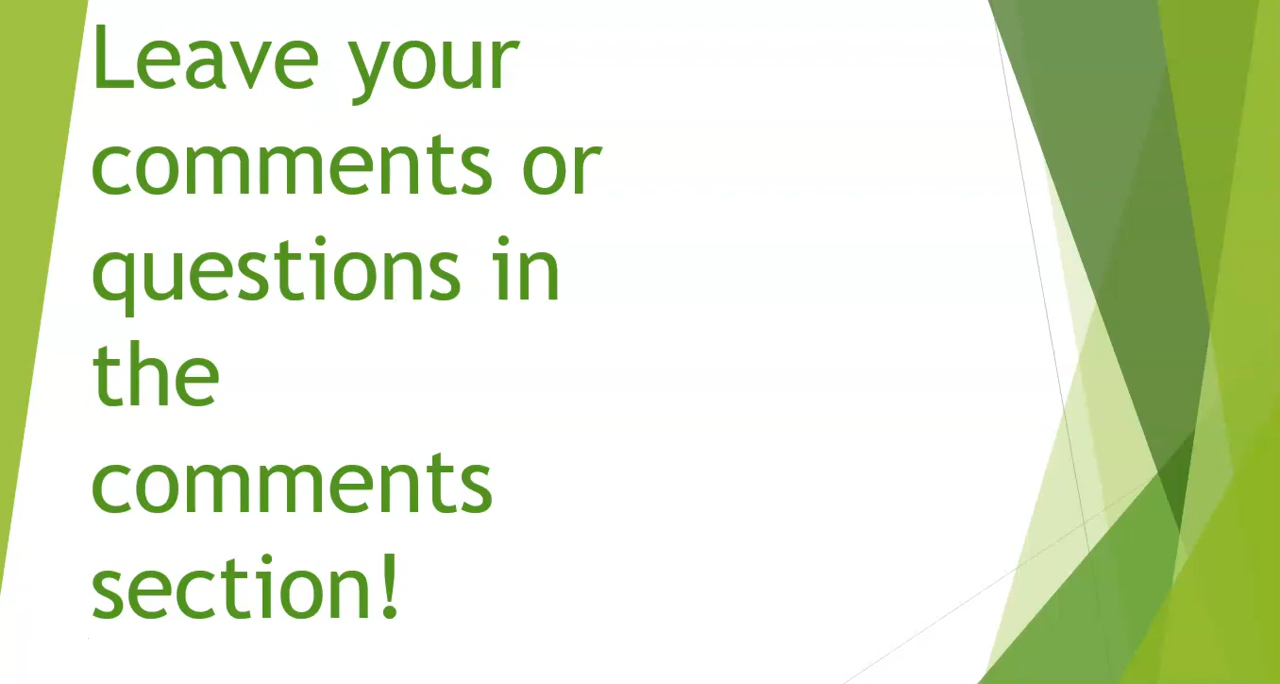 Leave your
comments or
questions in
the
comments
section!